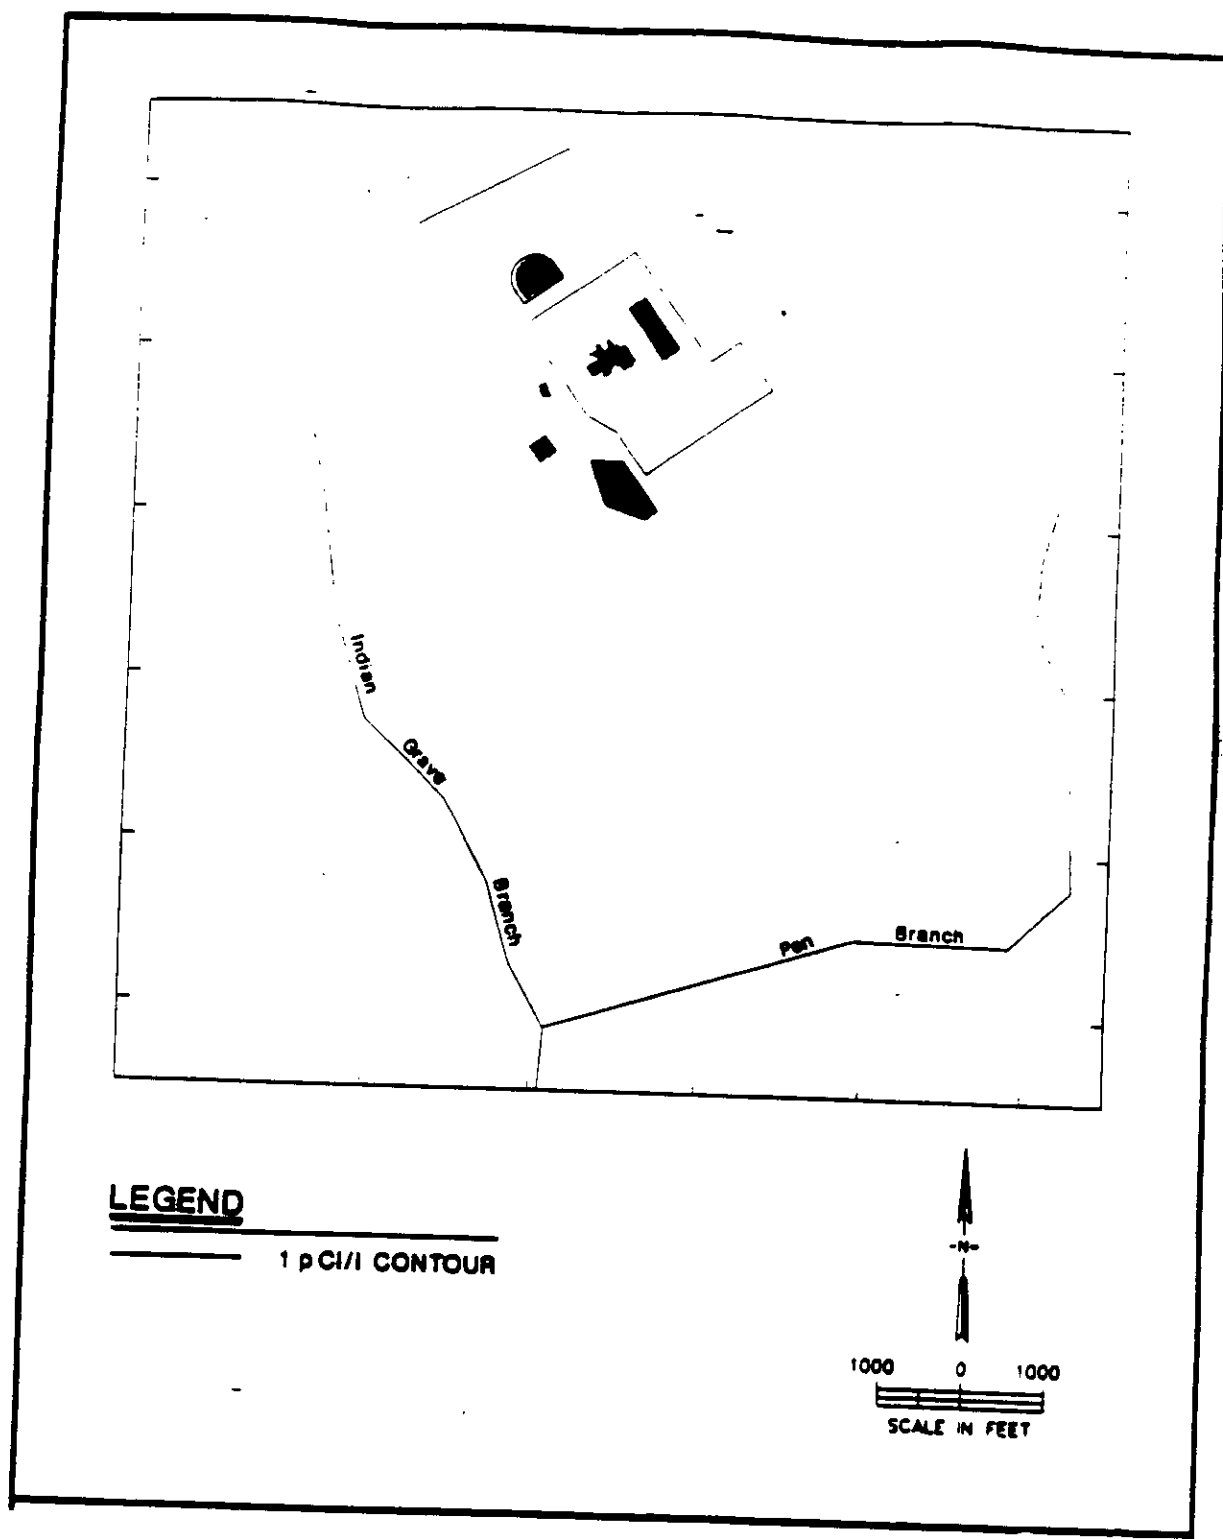 Indian
Grave
Branch
Pen Branch
LEGEND
1 pCi/l CONTOUR
N
-N-
1000 0 1000
SCALE IN FEET